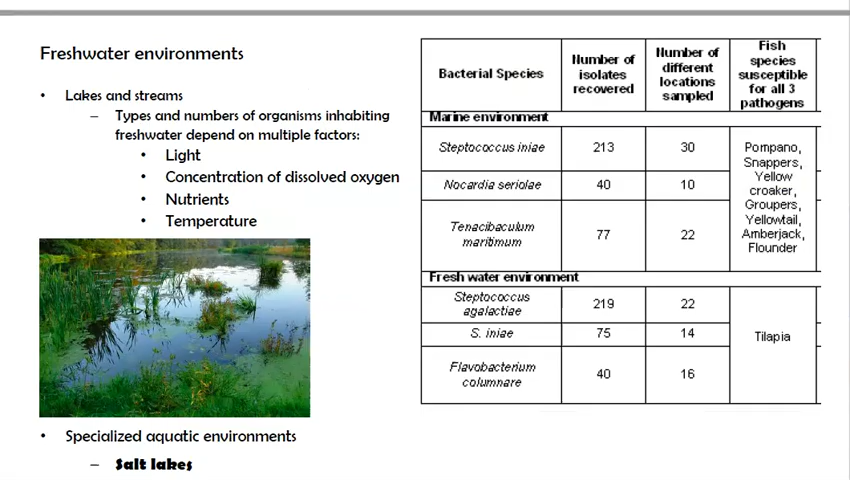 Freshwater environments
• Lakes and streams
– Types and numbers of organisms inhabiting
freshwater depend on multiple factors:
• Light
• Concentration of dissolved oxygen
• Nutrients
• Temperature
• Specialized aquatic environments
– Salt lakes
Bacterial Species
Number of
isolates
recovered
Number of
different
locations
sampled
Fish
species
susceptible
for all 3
pathogens
Marine environment
Steptococcus iniae
213
30
Pompano,
Snappers,
Yellow
croaker,
Groupers,
Yellowtail,
Amberjack,
Flounder
Nocardia seriolae
40
10
Tenacibaculum
maritimum
77
22
Fresh water environment
Steptococcus
agalactiae
219
22
Tilapia
S. iniae
75
14
Flavobacterium
columnare
40
16